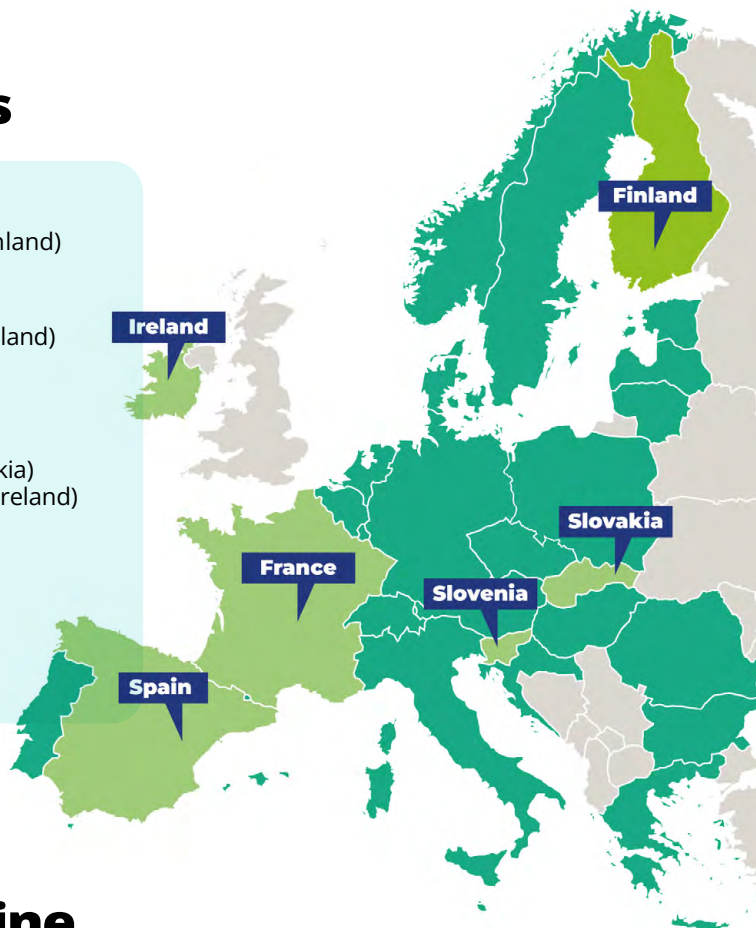 s
nland)
land)
kia)
reland)
ine
Finland
Ireland
Slovakia
France
Slovenia
Spain